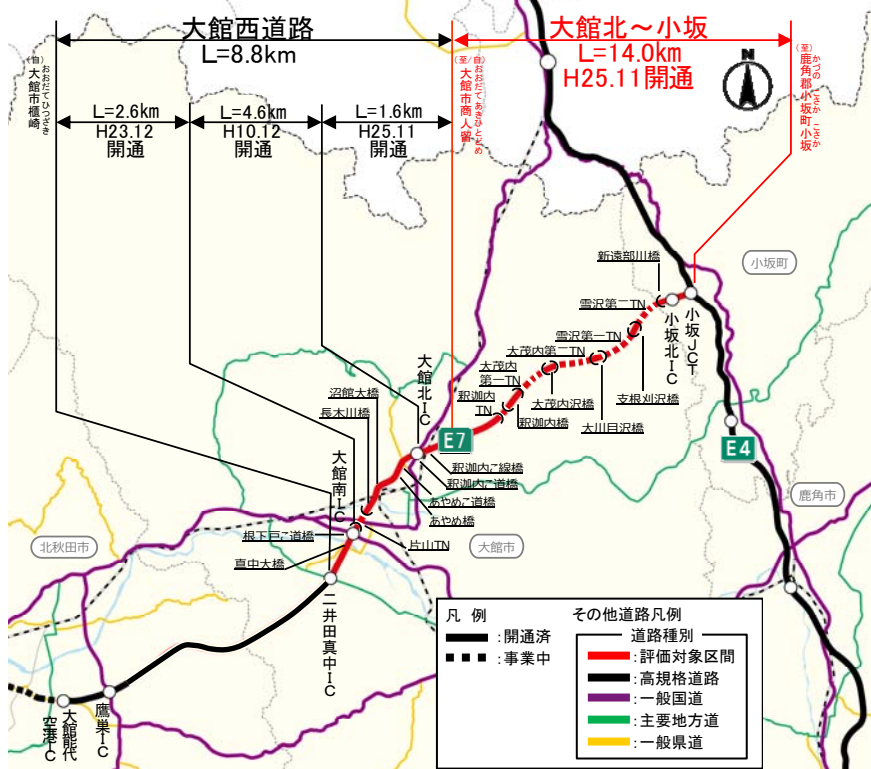 大館西道路
L=8.8km
大館北～小坂
L=14.0km
H25.11開通
N
(自)大館市櫃崎
おおだてひつざき
(至/自)大館市商人留
おおだてあきひとどめ
(至)鹿角郡小坂町小坂
かづの こさか こさか
L=2.6km
H23.12
開通
L=4.6km
H10.12
開通
L=1.6km
H25.11
開通
新遠部川橋
小坂町
雪沢第二TN
小坂北IC
小坂JCT
雪沢第一TN
大茂内第二TN
大茂内
第一TN
釈迦内
TN
大館北IC
沼館大橋
長木川橋
支根刈沢橋
大川目沢橋
大茂内沢橋
釈迦内橋
E7
E4
釈迦内こ線橋
釈迦内こ道橋
あやめこ道橋
あやめ橋
大館南IC
根下戸こ道橋
片山TN
大館市
鹿角市
北秋田市
真中大橋
二井田真中IC
鷹巣IC
大館能代
空港IC
凡 例
:開通済
:事業中
その他道路凡例
道路種別
:評価対象区間
:高規格道路
:一般国道
:主要地方道
:一般県道